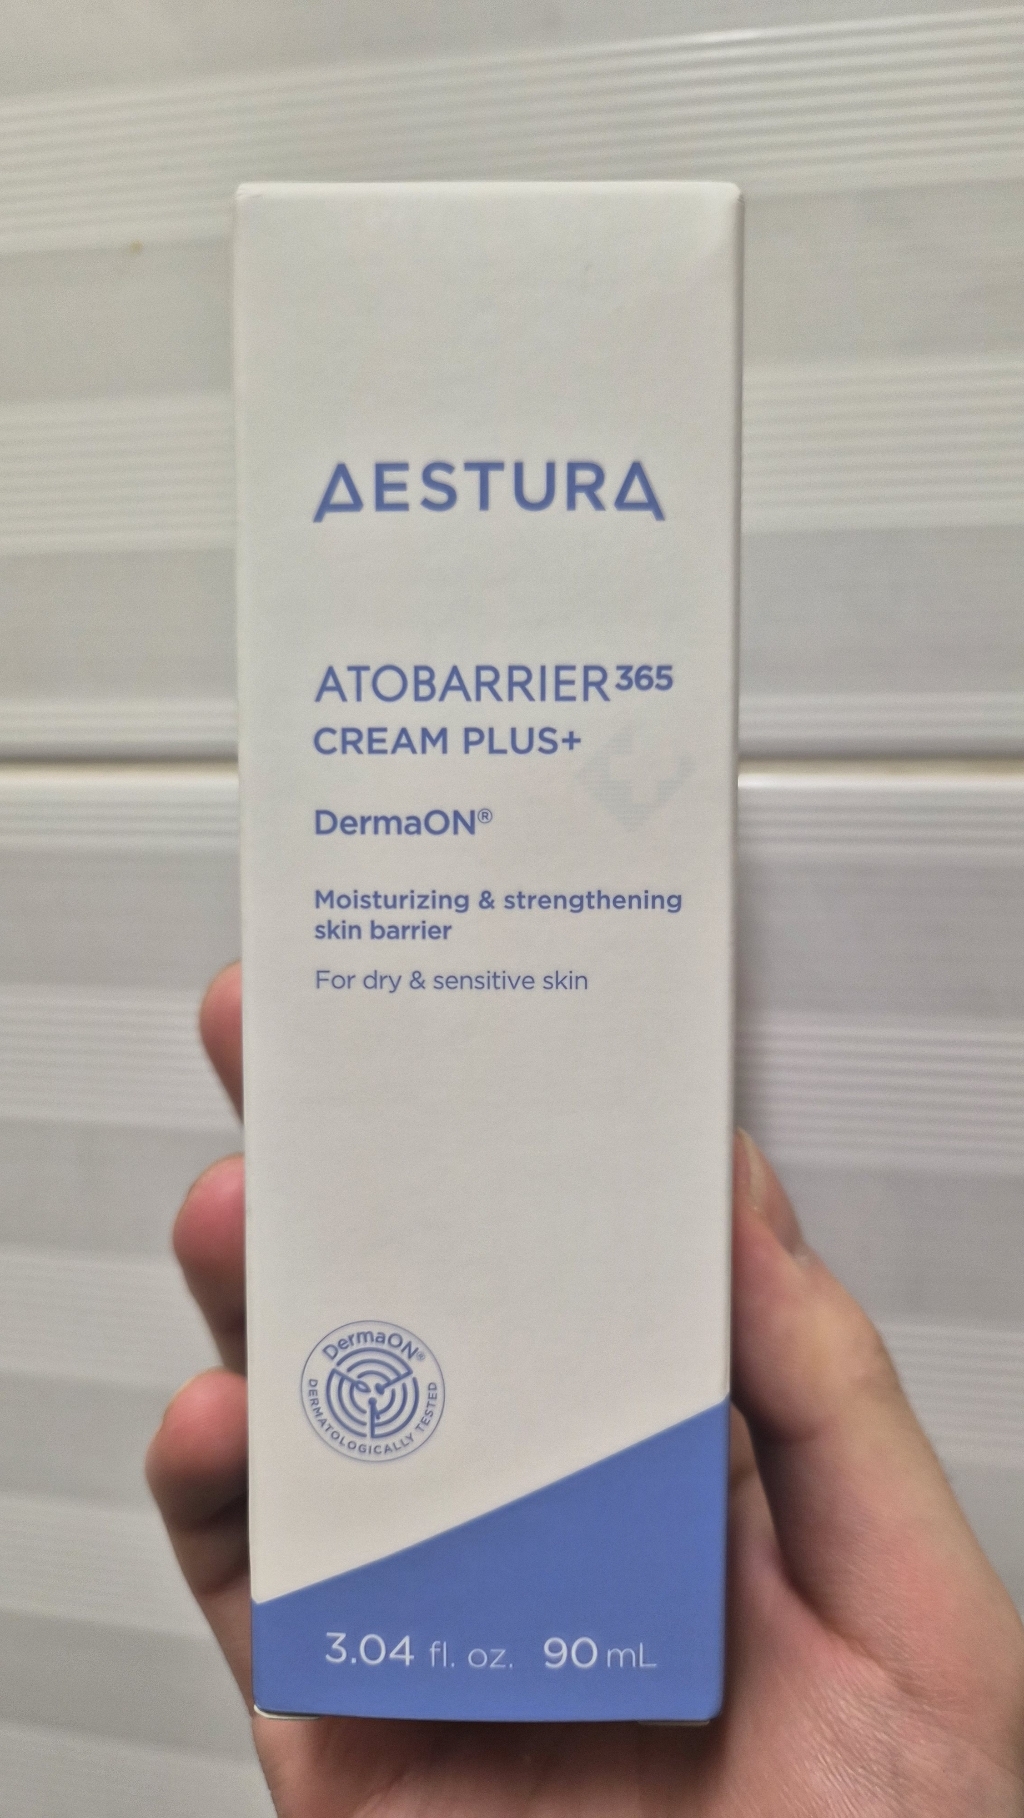 AESTURA
ATOBARRIER365
CREAM PLUS+
DermaON®
Moisturizing & strengthening
skin barrier
For dry & sensitive skin
DermaON®
DERMATOLOGICALLY TESTED
3.04 fl. oz. 90 mL